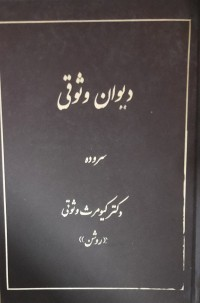 دیوان وثوقی
سروده
دکتر کیومرث وثوقی
((روشن))